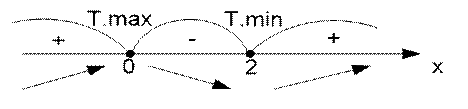 T.max T.min
+ - +
0 2 x